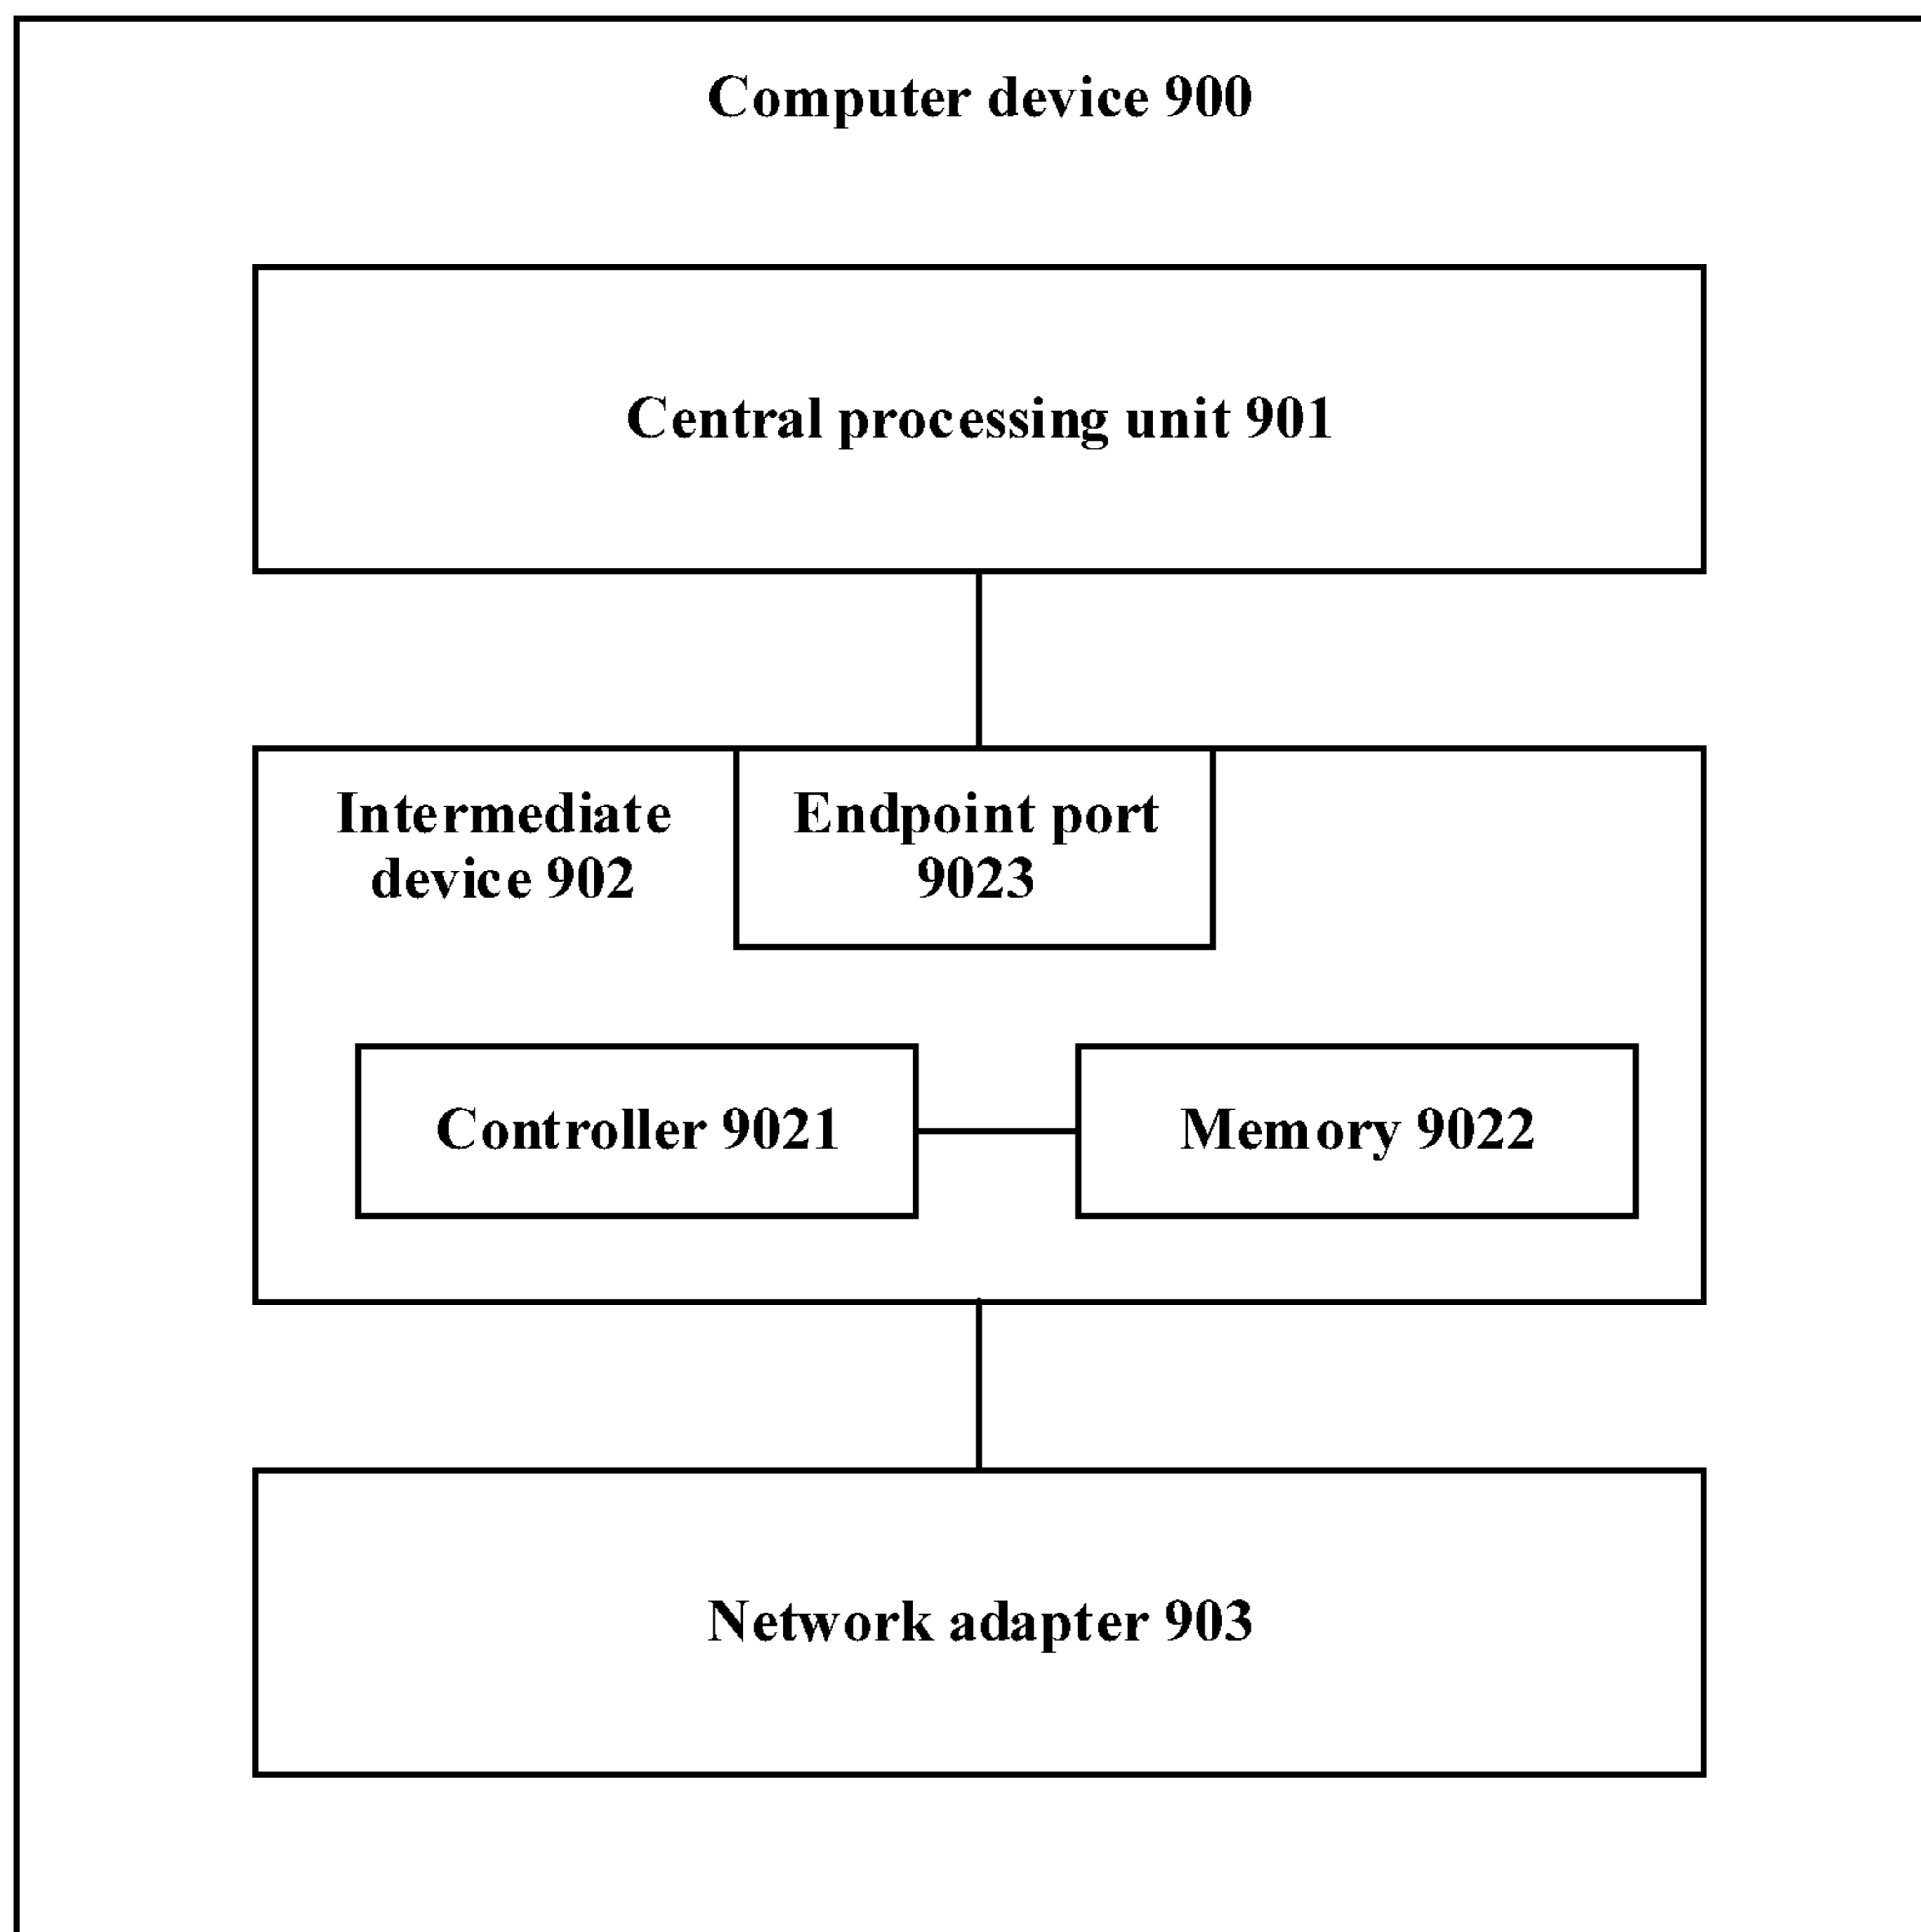 Computer device 900
Central processing unit 901
Intermediate
device 902
Endpoint port
9023
Controller 9021
Memory 9022
Network adapter 903